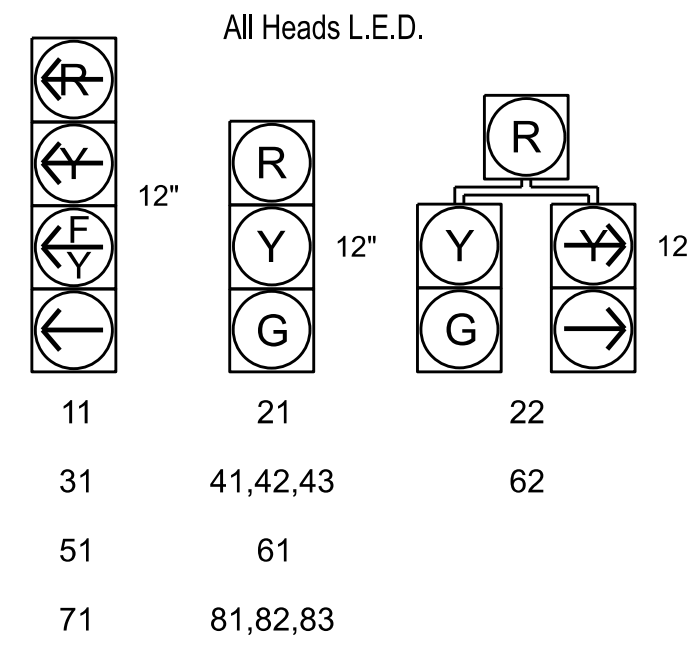 All Heads L.E.D.
R
Y
F
Y
12"
R
Y
G
12"
R
Y
G
Y
12
11 21 22
31 41,42,43 62
51 61
71 81,82,83